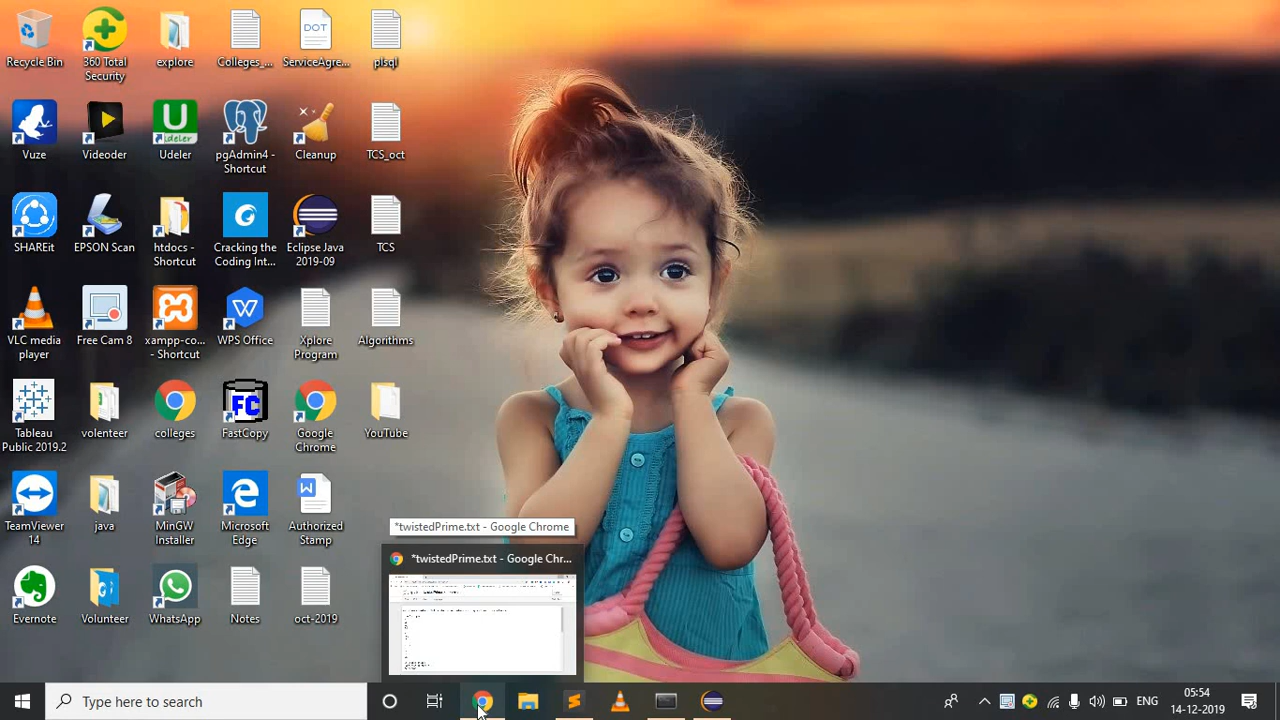 Recycle Bin
360 Total
Security
explore
Colleges_...
DOT
ServiceAgre...
plsql
Vuze
Videoder
U
udeler
Udeler
pgAdmin4 -
Shortcut
Cleanup
TCS_oct
SHAREit
EPSON Scan
htdocs -
Shortcut
Cracking the
Coding Int...
Eclipse Java
2019-09
TCS
VLC media
player
Free Cam 8
xampp-co...
- Shortcut
WPS Office
Xplore
Program
Algorithms
Tableau
Public 2019.2
volenteer
colleges
FC
FastCopy
Google
Chrome
YouTube
TeamViewer
14
java
MinGW
Installer
Microsoft
Edge
Authorized
Stamp
*twistedPrime.txt - Google Chrome
*twistedPrime.txt - Google Chr...
Evernote
Volunteer
WhatsApp
Notes
oct-2019
Type here to search
ENG
05:54
14-12-2019